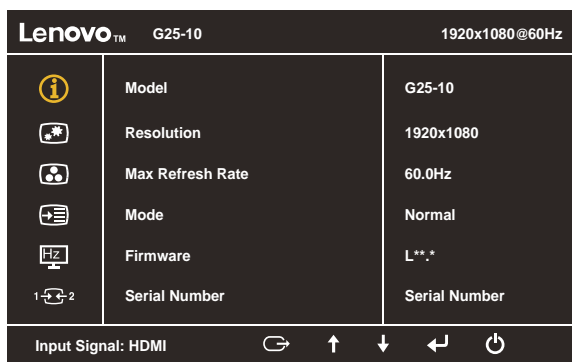 Lenovo™ G25-10 1920x1080@60Hz
Model G25-10
Resolution 1920x1080
Max Refresh Rate 60.0Hz
Mode Normal
Hz
Firmware L**.*
1 2
Serial Number Serial Number
Input Signal: HDMI